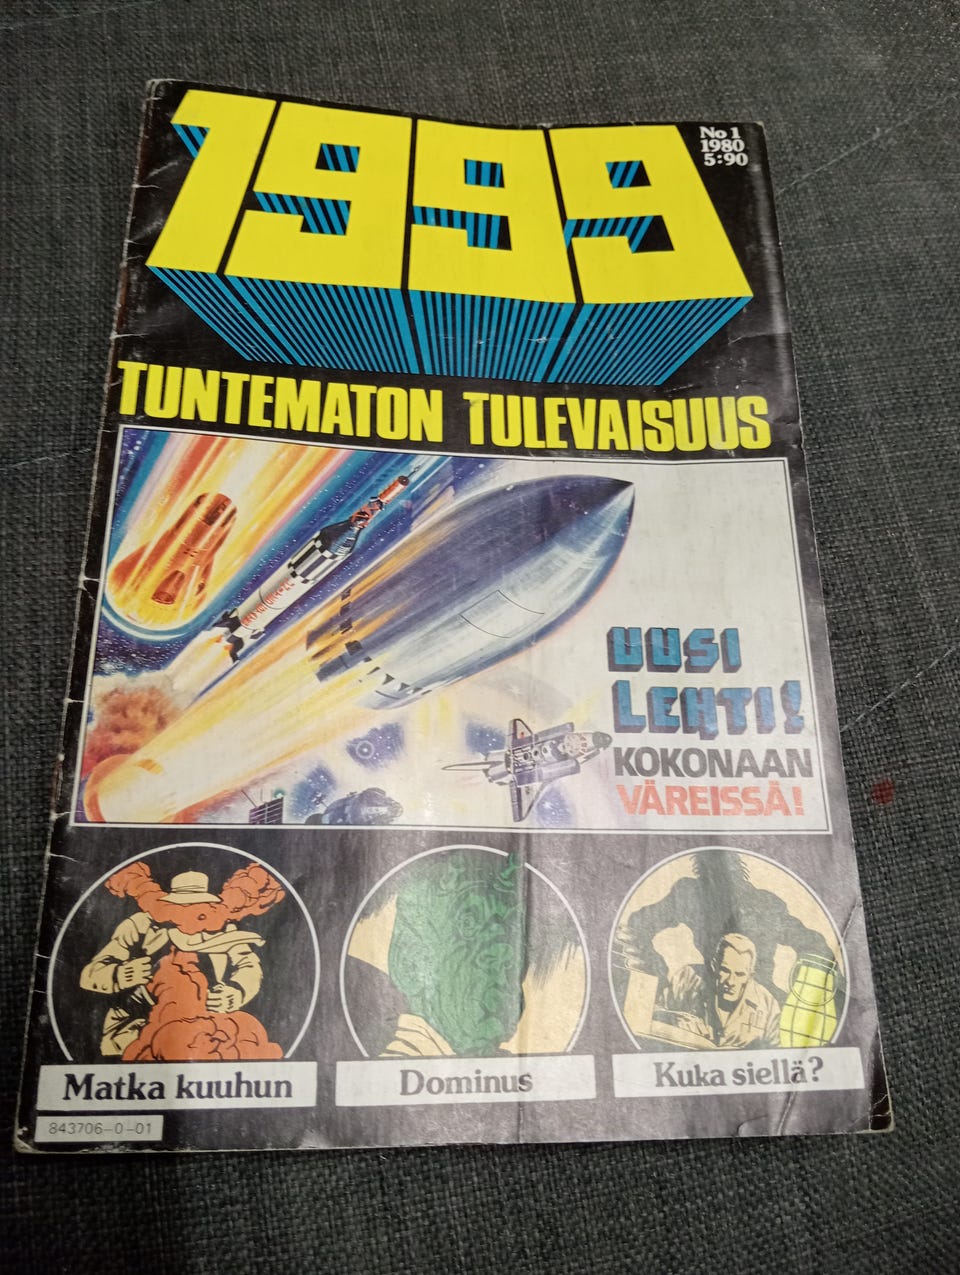 1999
No 1
1980
5:90
TUNTEMATON TULEVAISUUS
UUSI
LEHTI!
KOKONAAN
VÄREISSÄ!
Matka kuuhun
Dominus
Kuka siellä?
843706-0-01